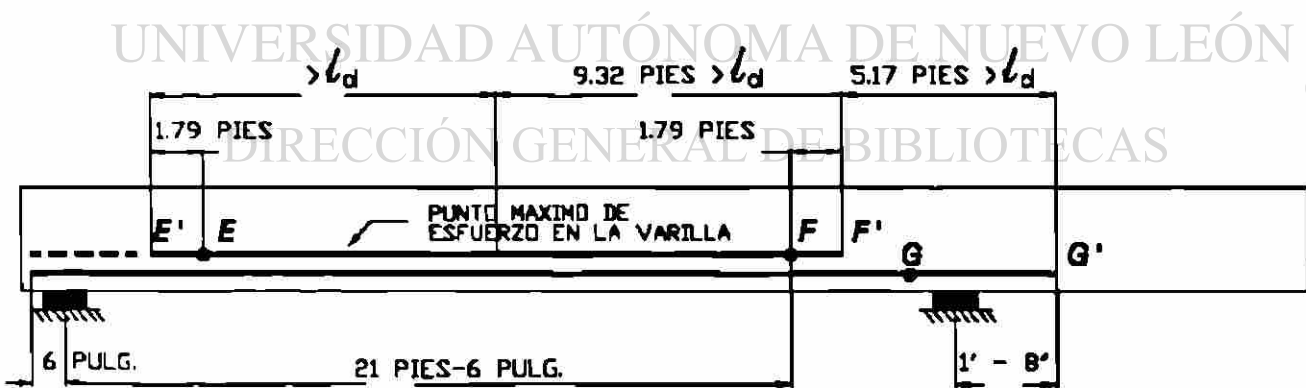 UNIVERSIDAD AUTÓNOMA DE NUEVO LEÓN
>ld 9.32 PIES >ld 5.17 PIES >ld
1.79 PIES 1.79 PIES
DIRECCIÓN GENERAL DE BIBLIOTECAS
PUNTO MAXIMO DE
ESFUERZO EN LA VARILLA
E' E F F'
G G'
6 PULG. 21 PIES-6 PULG. 1' - 8"